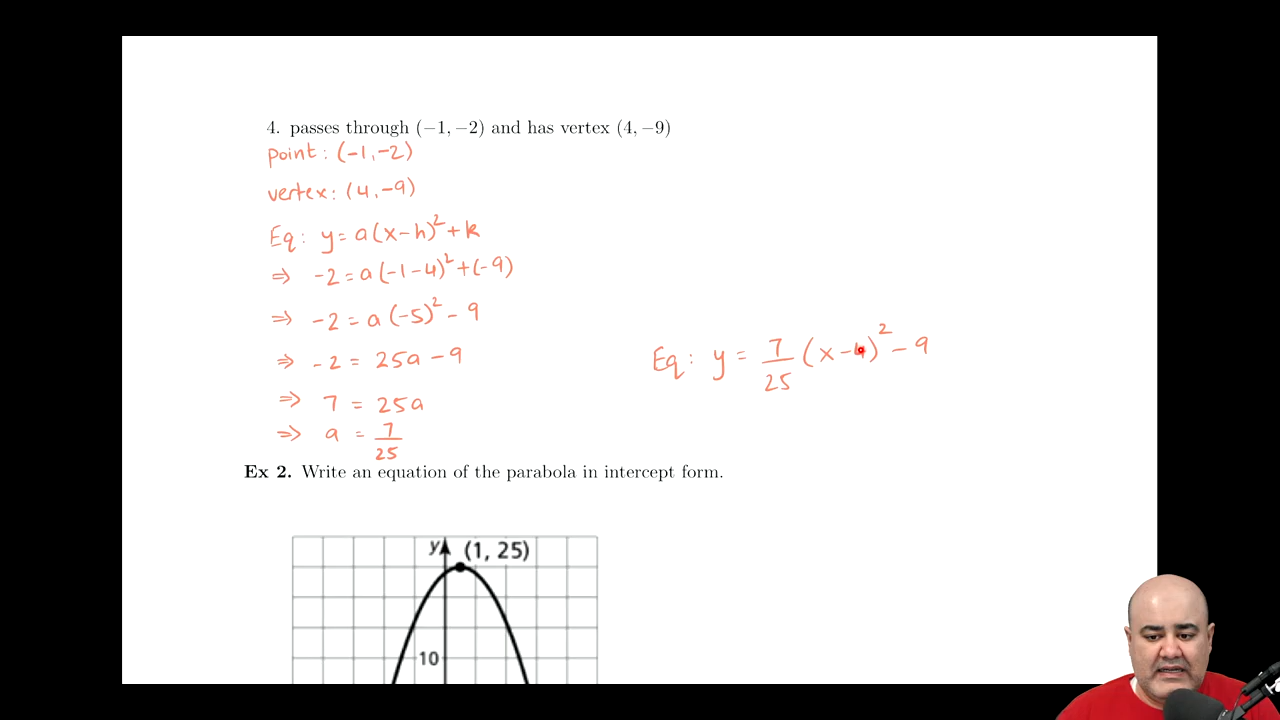 4. passes through (−1, −2) and has vertex (4, −9)
point: (-1,-2)
vertex: (4,-9)
Eq: y = a(x-h)² + k
⇒ -2 = a(-1-4)² + (-9)
⇒ -2 = a(-5)² - 9
⇒ -2 = 25a - 9
⇒ 7 = 25a
⇒ a = 7/25
Eq: y = 7/25 (x-4)² - 9
Ex 2. Write an equation of the parabola in intercept form.
y (1, 25)
10